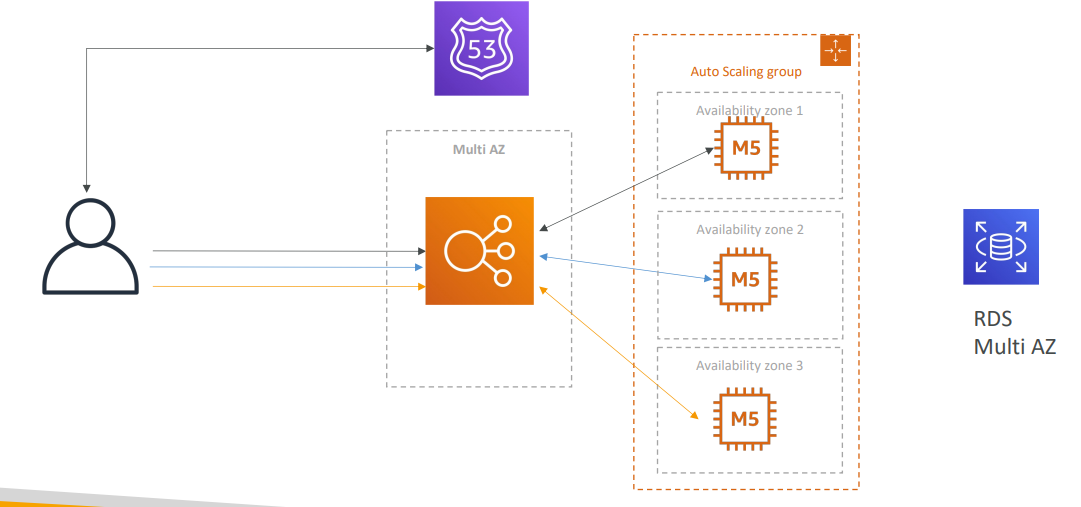 53
Auto Scaling group
Availability zone 1
M5
Multi AZ
Availability zone 2
M5
Availability zone 3
M5
RDS
Multi AZ